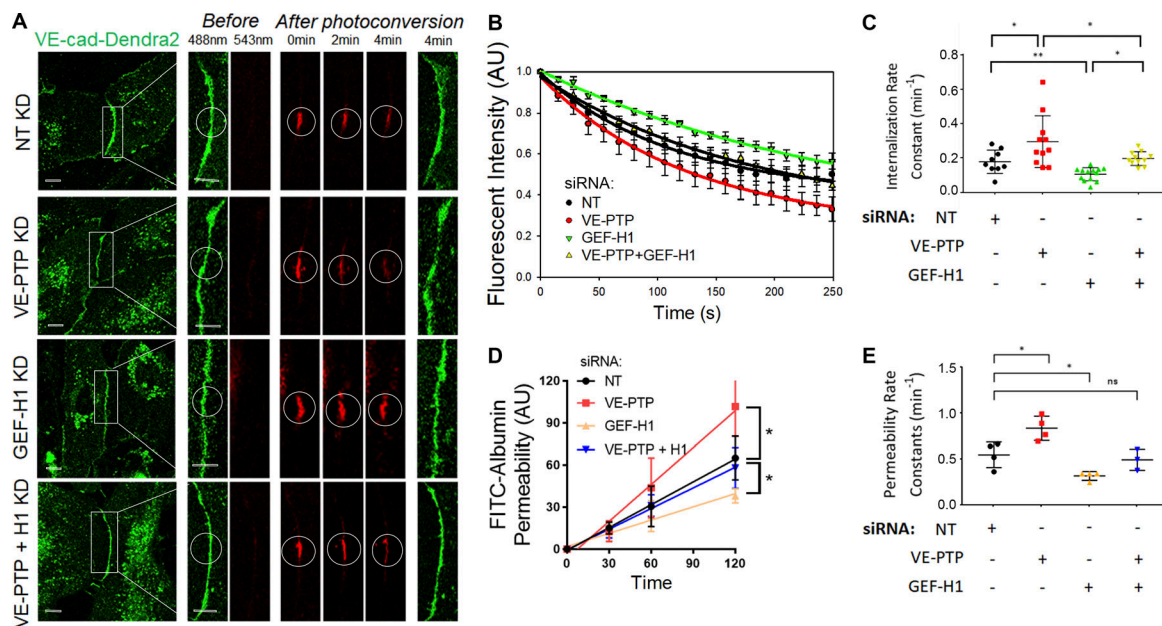 A
VE-cad-Dendra2
Before
After photoconversion
488nm 543nm 0min 2min 4min 4min
NT KD
VE-PTP KD
GEF-H1 KD
VE-PTP + H1 KD
B
Fluorescent Intensity (AU)
1.0
0.8
0.6
0.4
0.2
0.0
siRNA:
NT
VE-PTP
GEF-H1
VE-PTP+GEF-H1
0 50 100 150 200 250
Time (s)
C
Internalization Rate
Constant (min-1)
0.8
0.6
0.4
0.2
0.0
* * ** *
siRNA: NT + - - -
VE-PTP - + - +
GEF-H1 - - + +
D
FITC-Albumin
Permeability (AU)
siRNA:
NT
VE-PTP
GEF-H1
VE-PTP + H1
120
90
60
30
0
*
*
0 30 60 90 120
Time
E
Permeability Rate
Constants (min-1)
1.5
1.0
0.5
0.0
*
*
ns
siRNA: NT + - - -
VE-PTP - + - +
GEF-H1 - - + +